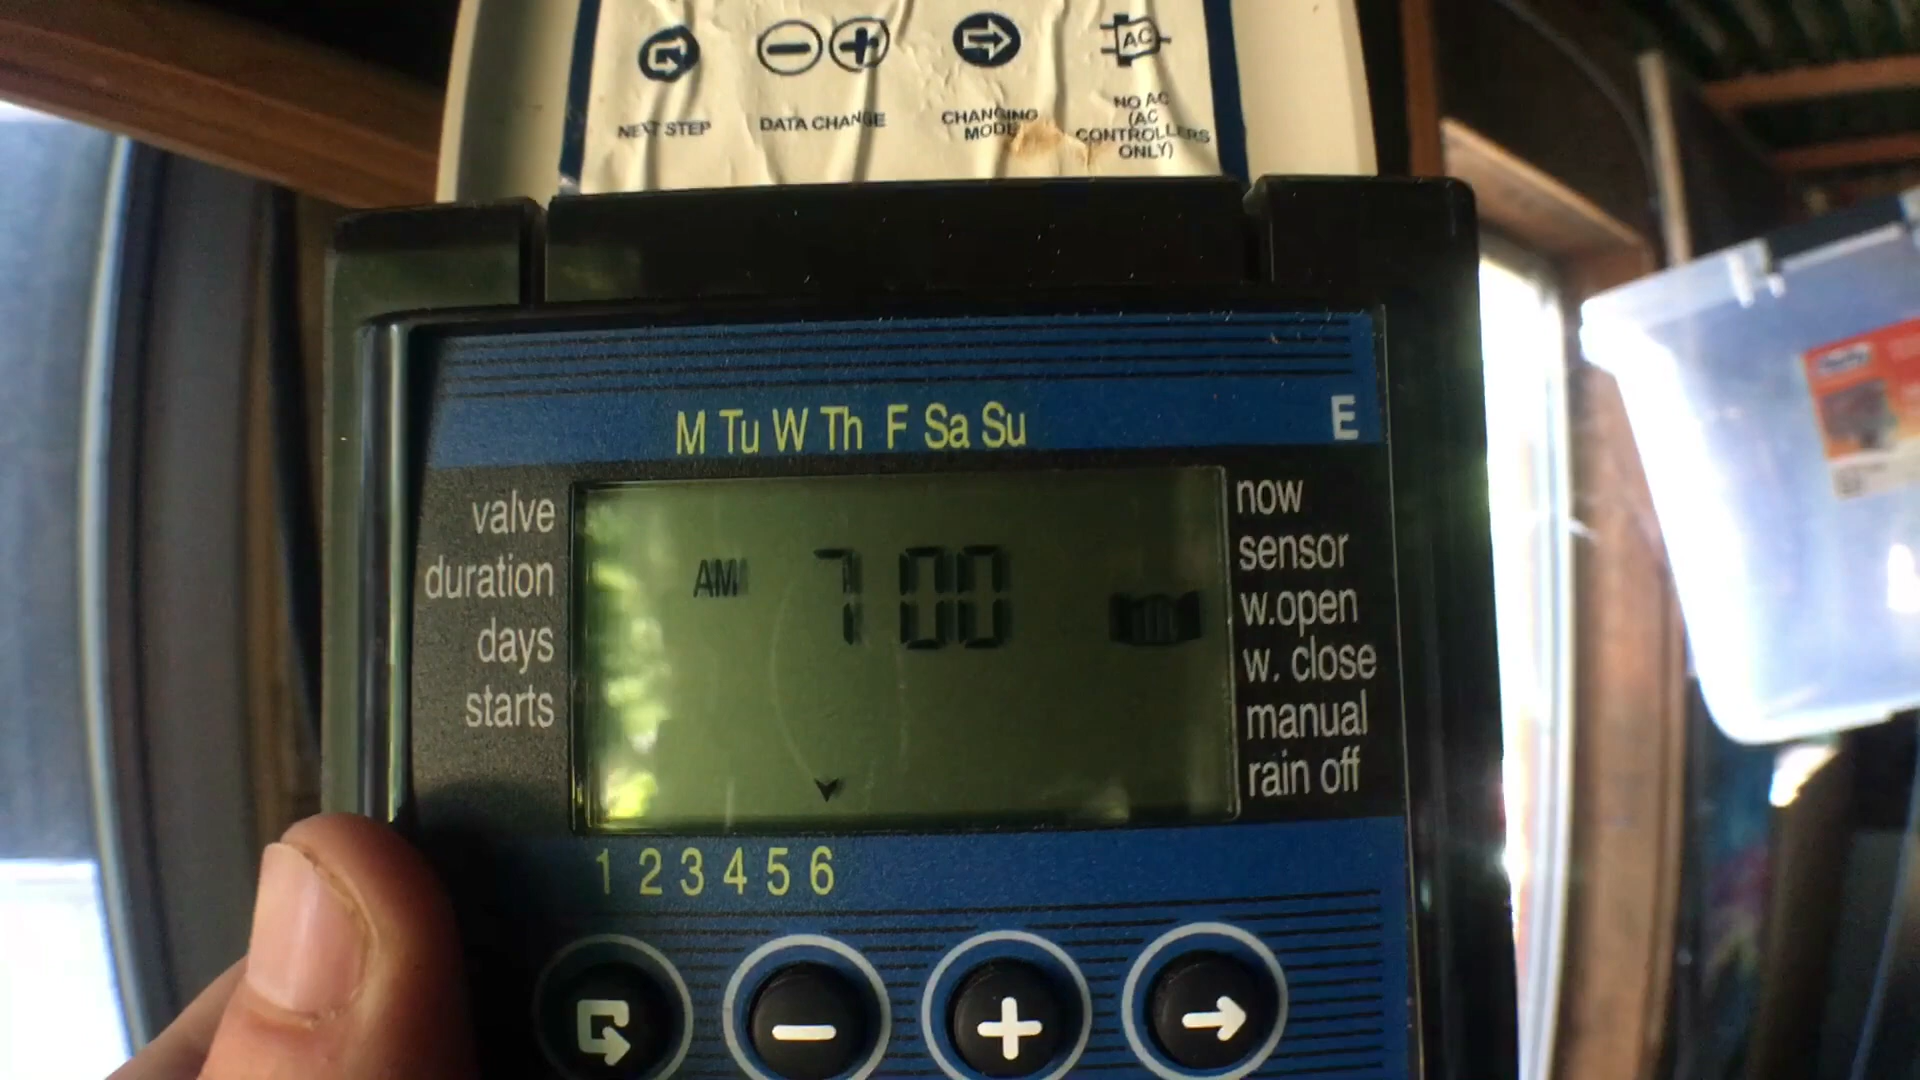 AC
NEXT STEP
DATA CHANGE
CHANGING
MODE
NO AC
(AC
CONTROLLERS
ONLY)
M Tu W Th F Sa Su
E
valve
duration
days
starts
AM 7 00
now
sensor
w.open
w. close
manual
rain off
1 2 3 4 5 6